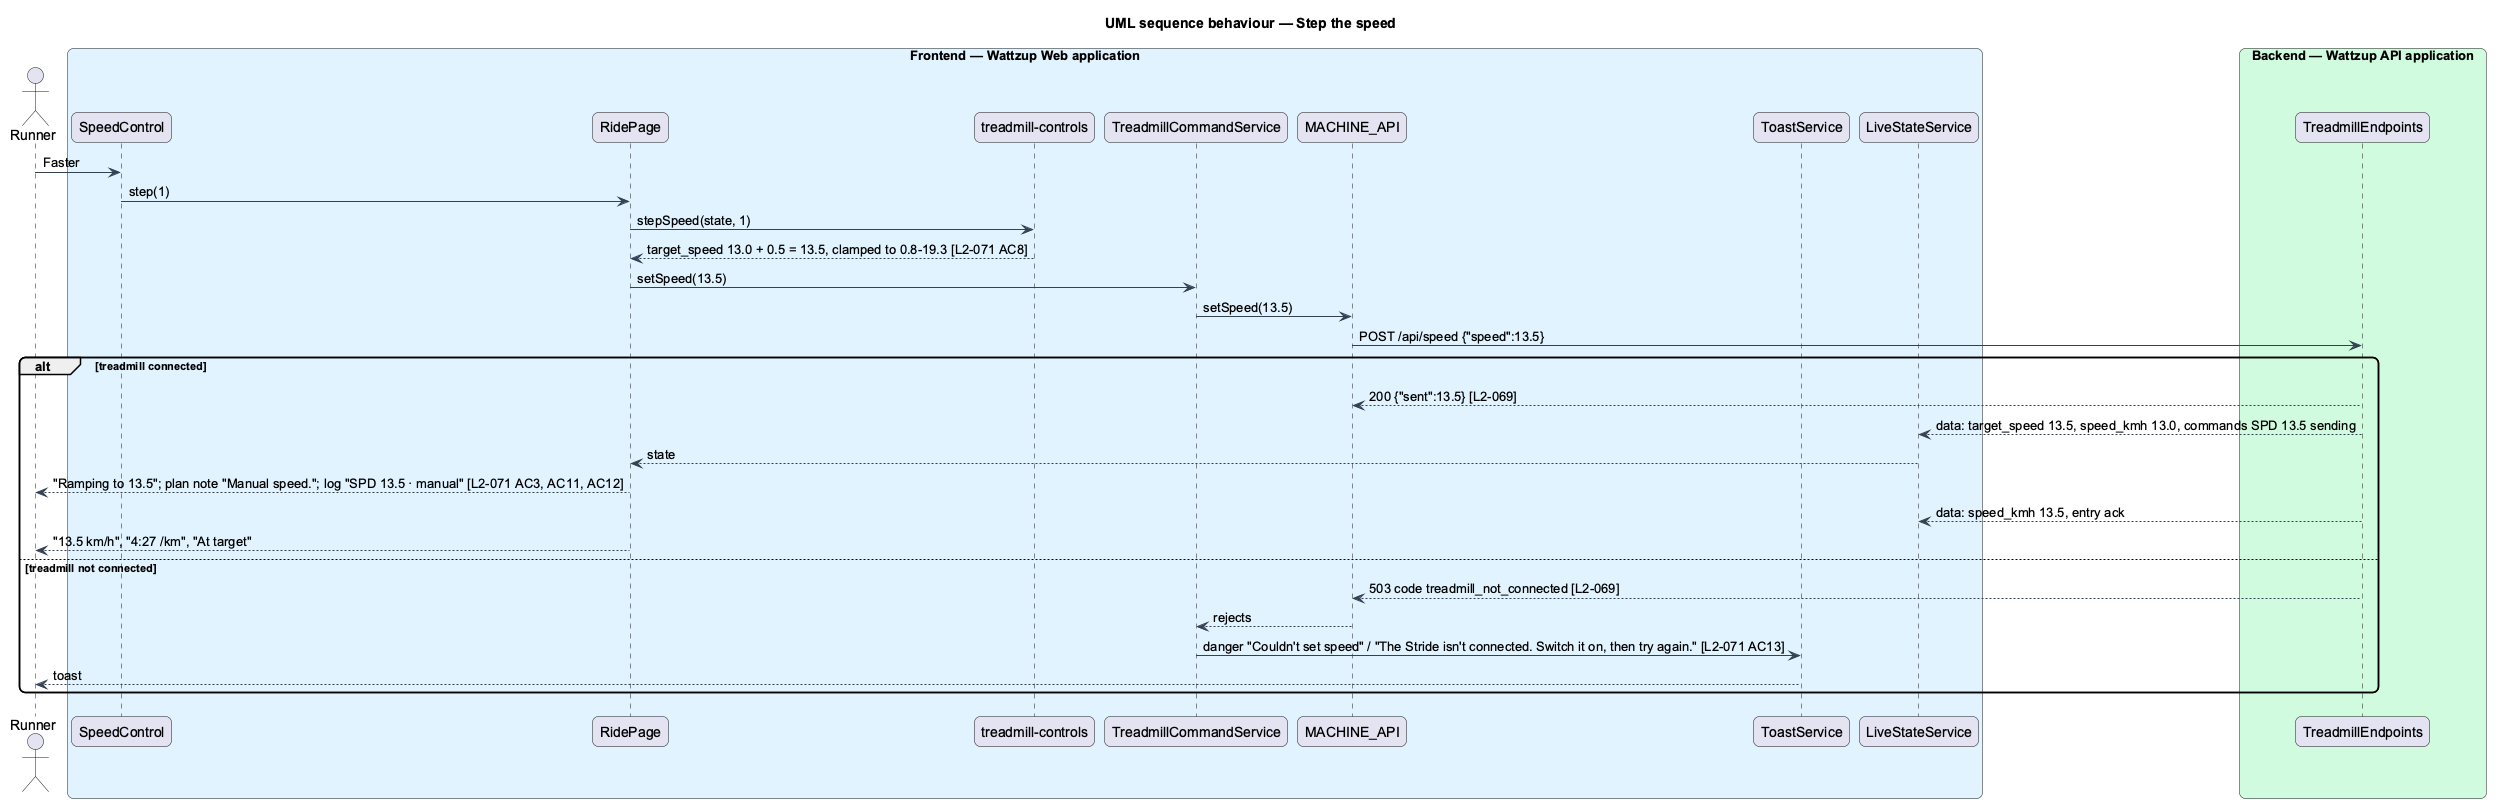 UML sequence behaviour — Step the speed
Frontend — Wattzup Web application
Backend — Wattzup API application
Runner
SpeedControl
RidePage
treadmill-controls
TreadmillCommandService
MACHINE_API
ToastService
LiveStateService
TreadmillEndpoints
Faster
step(1)
stepSpeed(state, 1)
target_speed 13.0 + 0.5 = 13.5, clamped to 0.8-19.3 [L2-071 AC8]
setSpeed(13.5)
setSpeed(13.5)
POST /api/speed {"speed":13.5}
alt
[treadmill connected]
200 {"sent":13.5} [L2-069]
data: target_speed 13.5, speed_kmh 13.0, commands SPD 13.5 sending
state
"Ramping to 13.5"; plan note "Manual speed."; log "SPD 13.5 · manual" [L2-071 AC3, AC11, AC12]
data: speed_kmh 13.5, entry ack
"13.5 km/h", "4:27 /km", "At target"
[treadmill not connected]
503 code treadmill_not_connected [L2-069]
rejects
danger "Couldn't set speed" / "The Stride isn't connected. Switch it on, then try again." [L2-071 AC13]
toast
Runner
SpeedControl
RidePage
treadmill-controls
TreadmillCommandService
MACHINE_API
ToastService
LiveStateService
TreadmillEndpoints